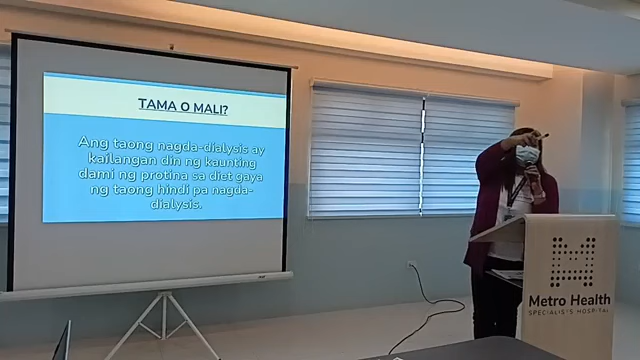 TAMA O MALI?
Ang taong nagda-dialysis ay
kailangan din ng kaunting
dami ng protina sa diet gaya
ng taong hindi pa nagda-
dialysis.
Metro Health
SPECIALISTS HOSPITAL